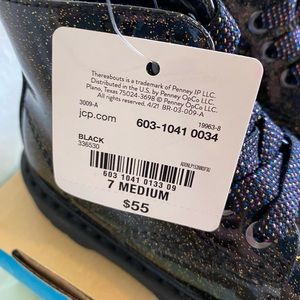 Thereabouts is a trademark of Penney IP LLC.
Distributed in the U.S. by Penney OpCo LLC,
Plano, Texas 75024-3698 © Penney OpCo LLC.
All rights reserved. 4/21 BR-03-009-A
3009-A
19963-8
jcp.com
603-1041 0034
BLACK
336530
603 1041 0133 09
7 MEDIUM
$55